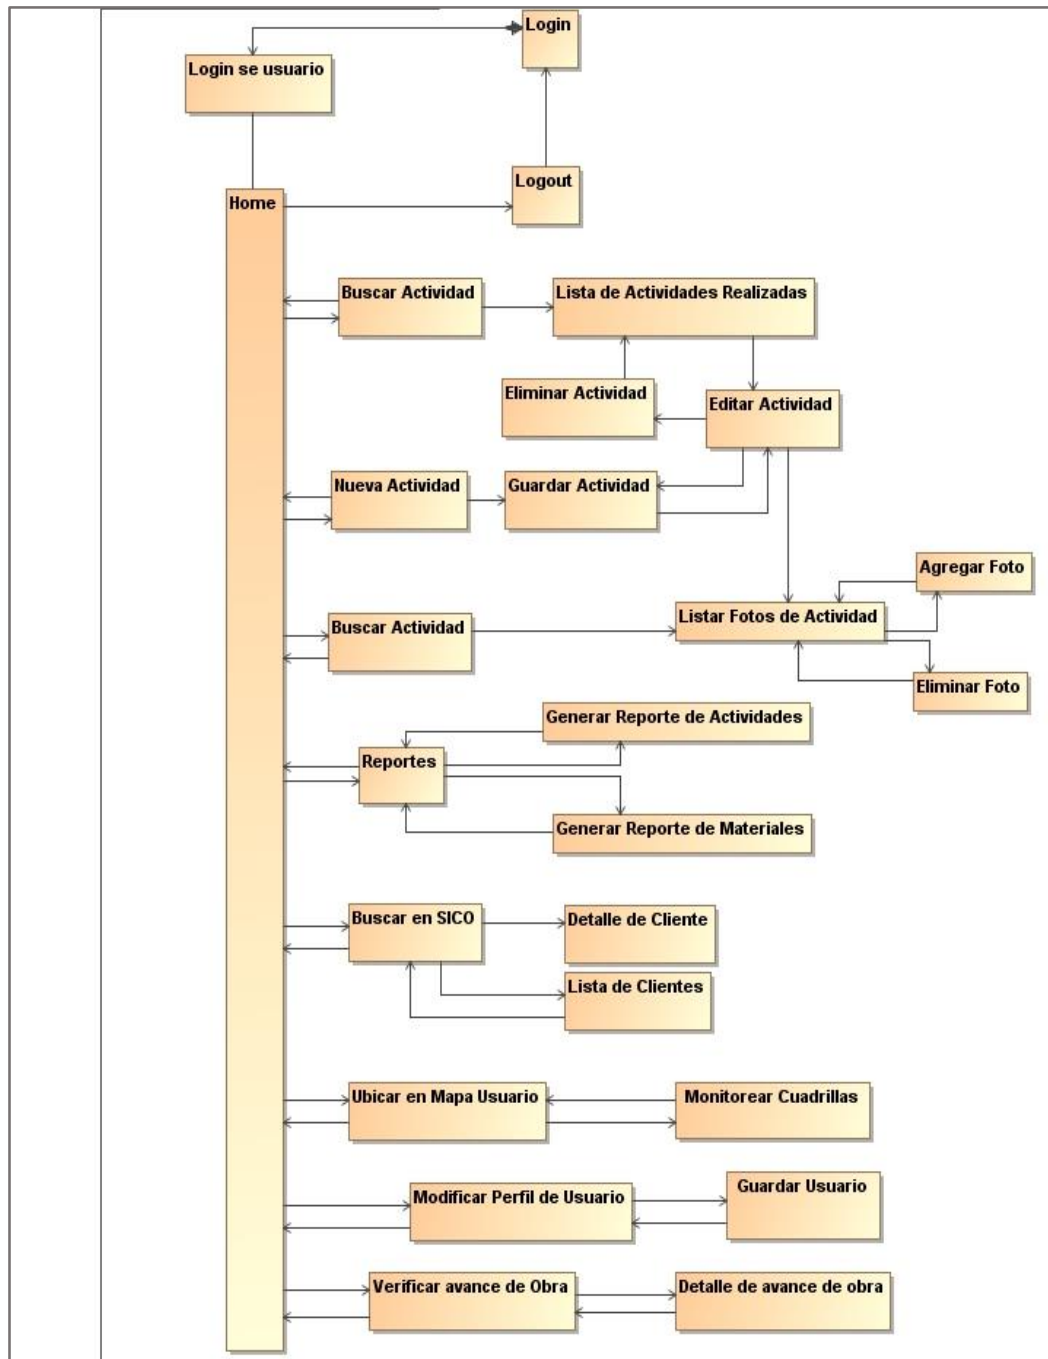 Login
Login se usuario
Logout
Home
Buscar Actividad
Lista de Actividades Realizadas
Eliminar Actividad
Editar Actividad
Nueva Actividad
Guardar Actividad
Agregar Foto
Buscar Actividad
Listar Fotos de Actividad
Eliminar Foto
Generar Reporte de Actividades
Reportes
Generar Reporte de Materiales
Buscar en SICO
Detalle de Cliente
Lista de Clientes
Ubicar en Mapa Usuario
Monitorear Cuadrillas
Modificar Perfil de Usuario
Guardar Usuario
Verificar avance de Obra
Detalle de avance de obra